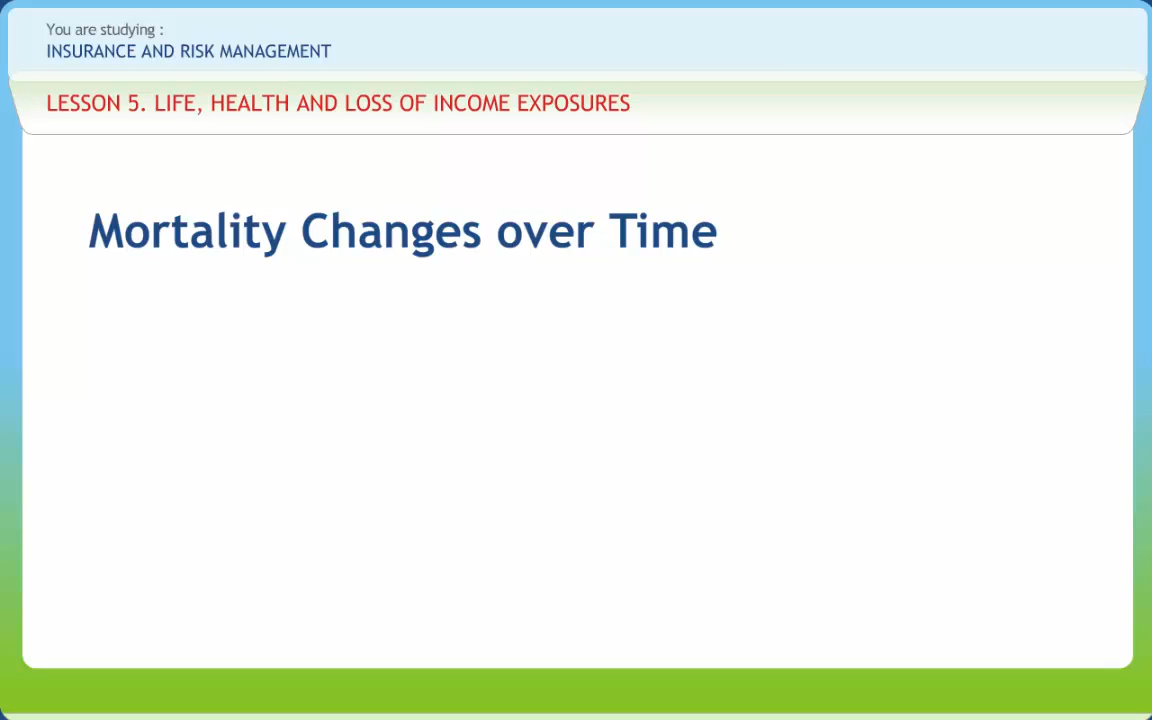 You are studying :
INSURANCE AND RISK MANAGEMENT
LESSON 5. LIFE, HEALTH AND LOSS OF INCOME EXPOSURES
Mortality Changes over Time